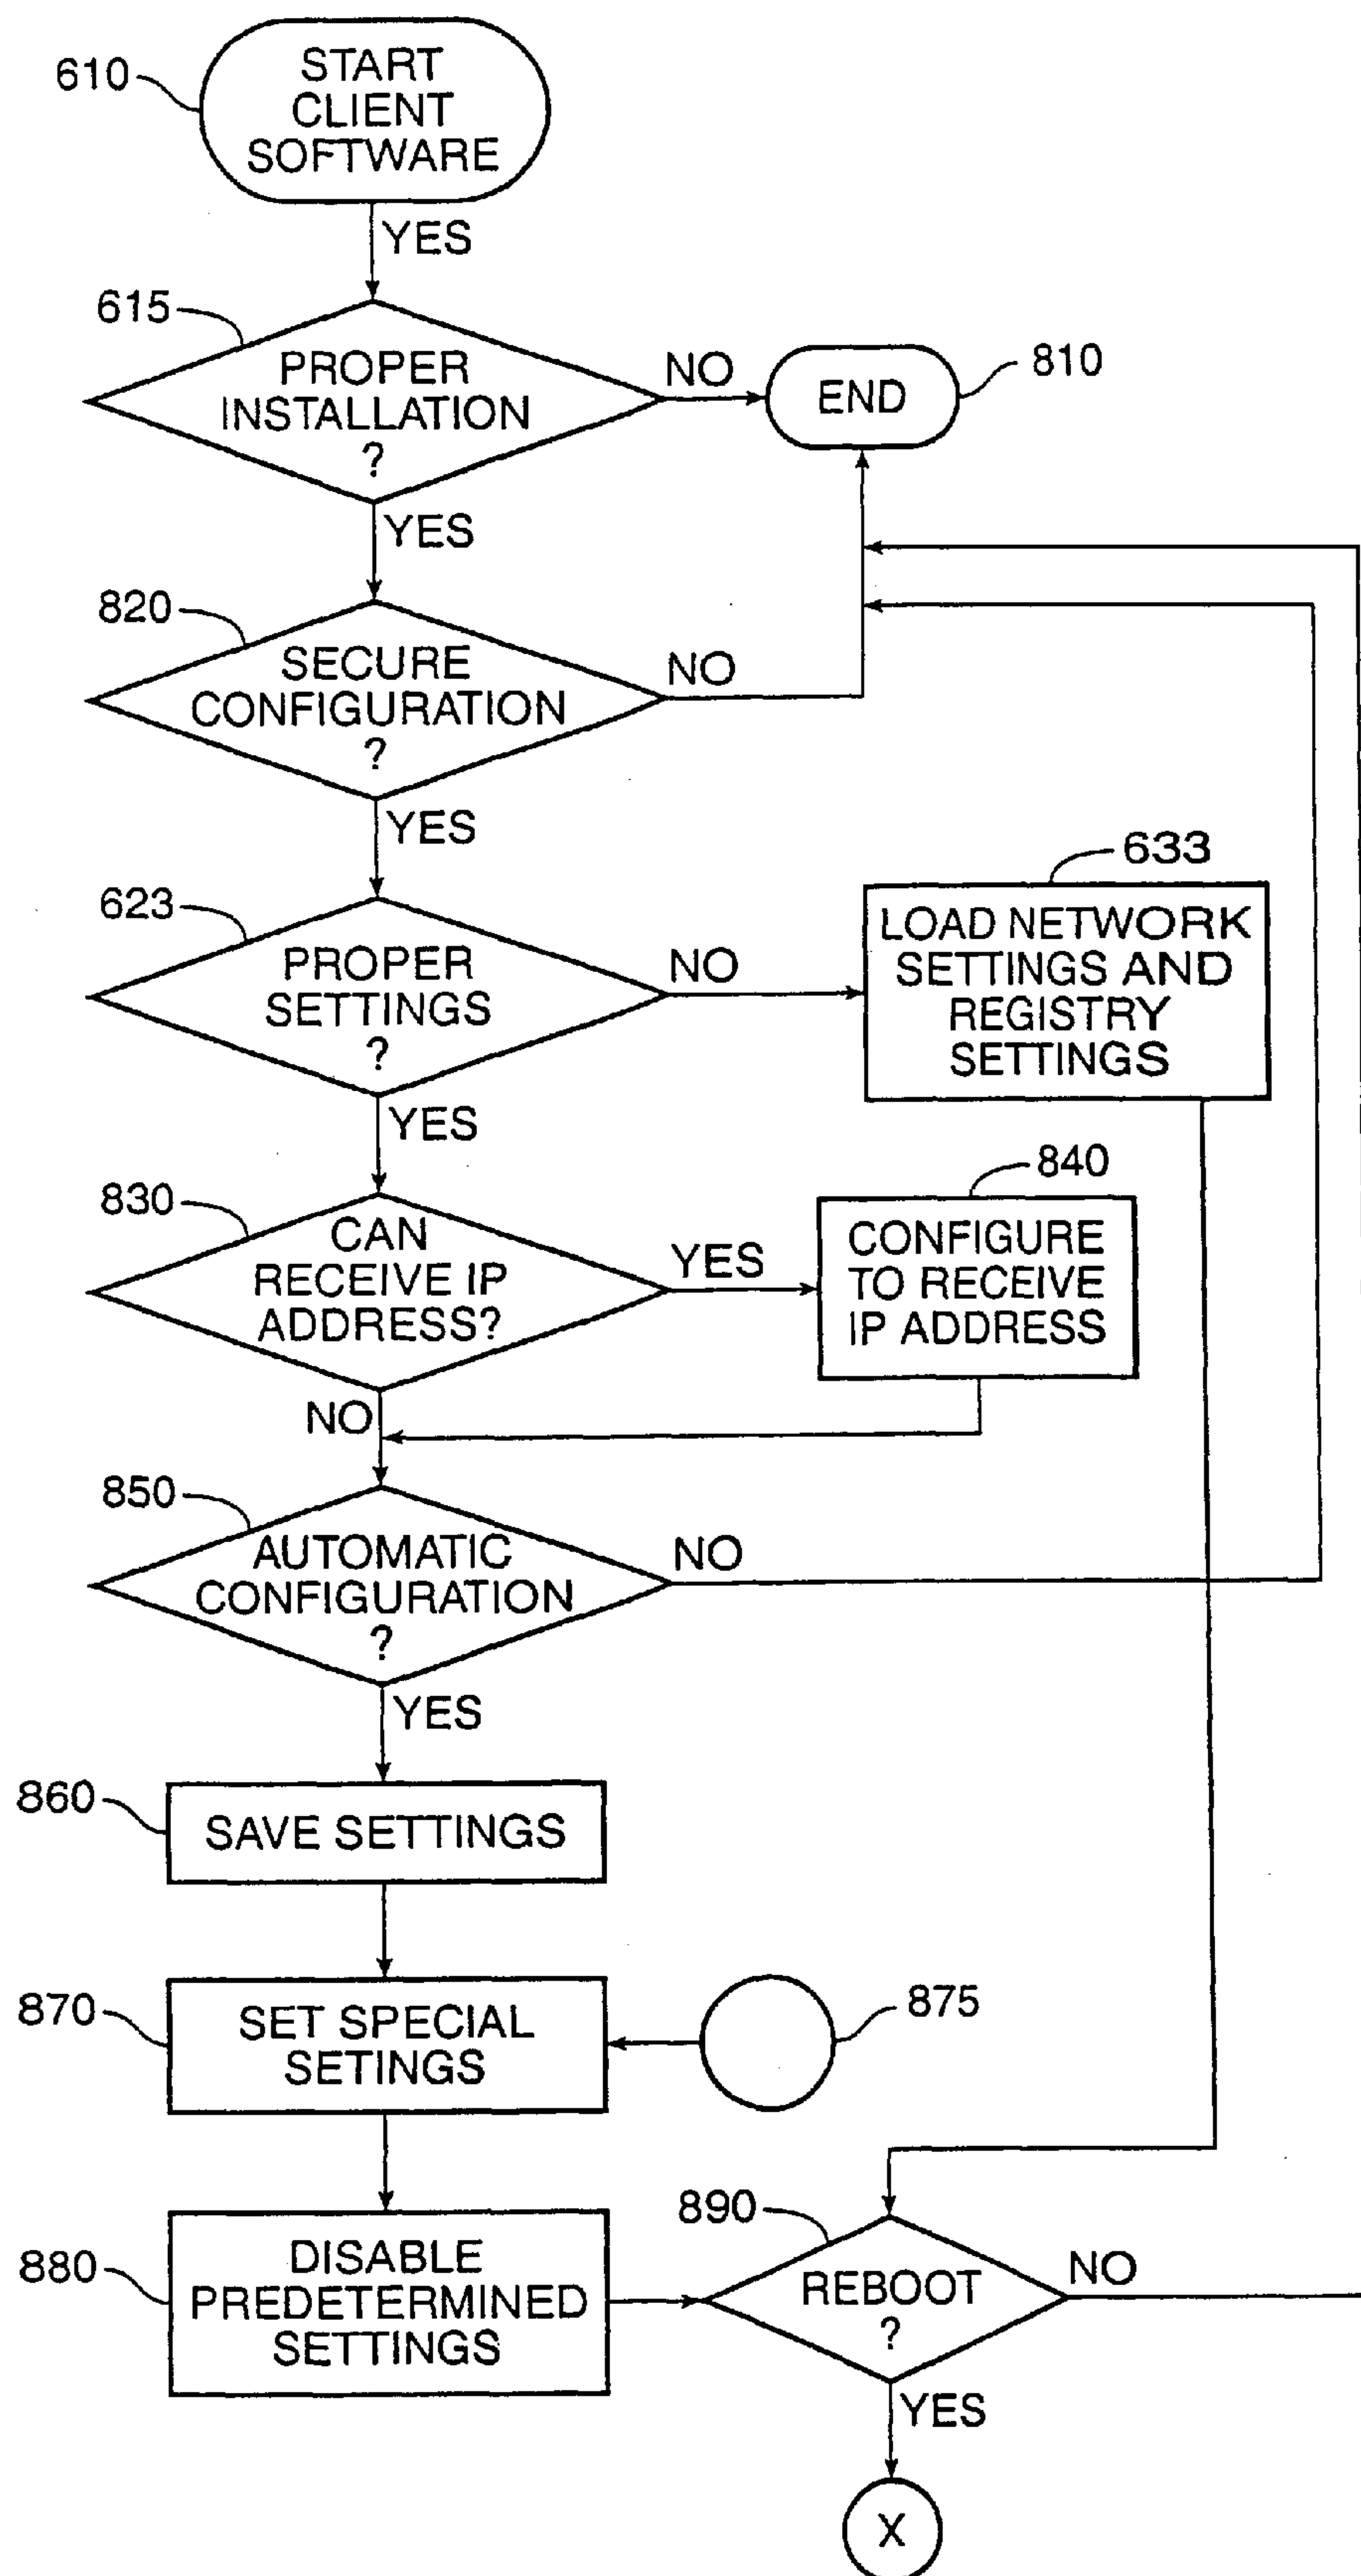 610
START
CLIENT
SOFTWARE
YES
615
PROPER
INSTALLATION
?
NO
END
810
YES
820
SECURE
CONFIGURATION
?
NO
YES
623
PROPER
SETTINGS
?
NO
633
LOAD NETWORK
SETTINGS AND
REGISTRY
SETTINGS
YES
830
CAN
RECEIVE IP
ADDRESS?
YES
840
CONFIGURE
TO RECEIVE
IP ADDRESS
NO
850
AUTOMATIC
CONFIGURATION
?
NO
YES
860
SAVE SETTINGS
870
SET SPECIAL
SETINGS
875
880
DISABLE
PREDETERMINED
SETTINGS
890
REBOOT
?
NO
YES
X